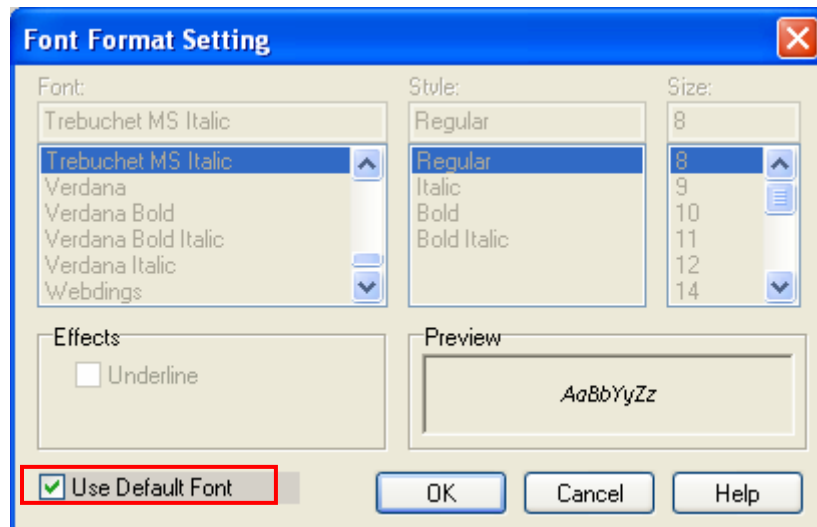 Font Format Setting
Font: Style: Size:
Trebuchet MS Italic Regular 8
Trebuchet MS Italic Regular 8
Verdana Italic 9
Verdana Bold Bold 10
Verdana Bold Italic Bold Italic 11
Verdana Italic 12
Webdings 14
Effects Preview
Underline AaBbYyZz
Use Default Font OK Cancel Help